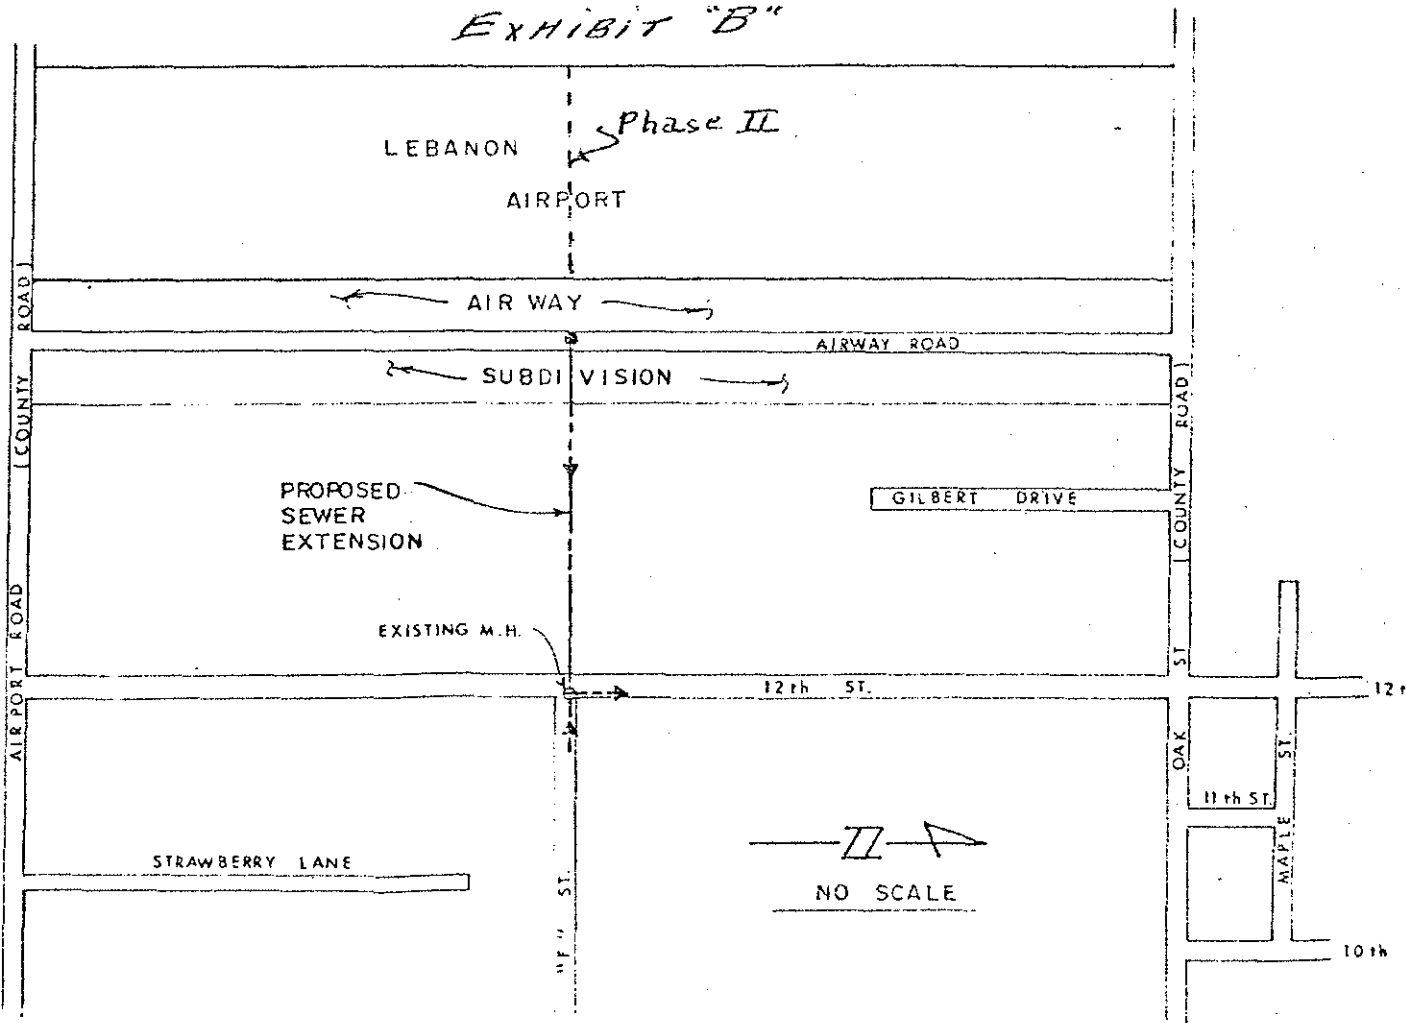 EXHIBIT "B"
Phase II
LEBANON
AIRPORT
AIR WAY
AIRWAY ROAD
SUBDIVISION
PROPOSED
SEWER
EXTENSION
GILBERT DRIVE
EXISTING M.H.
12th ST.
12t
AIRPORT ROAD (COUNTY ROAD)
OAK ST (COUNTY ROAD)
MAPLE ST.
11th ST.
STRAWBERRY LANE
"F" ST.
NO SCALE
10th